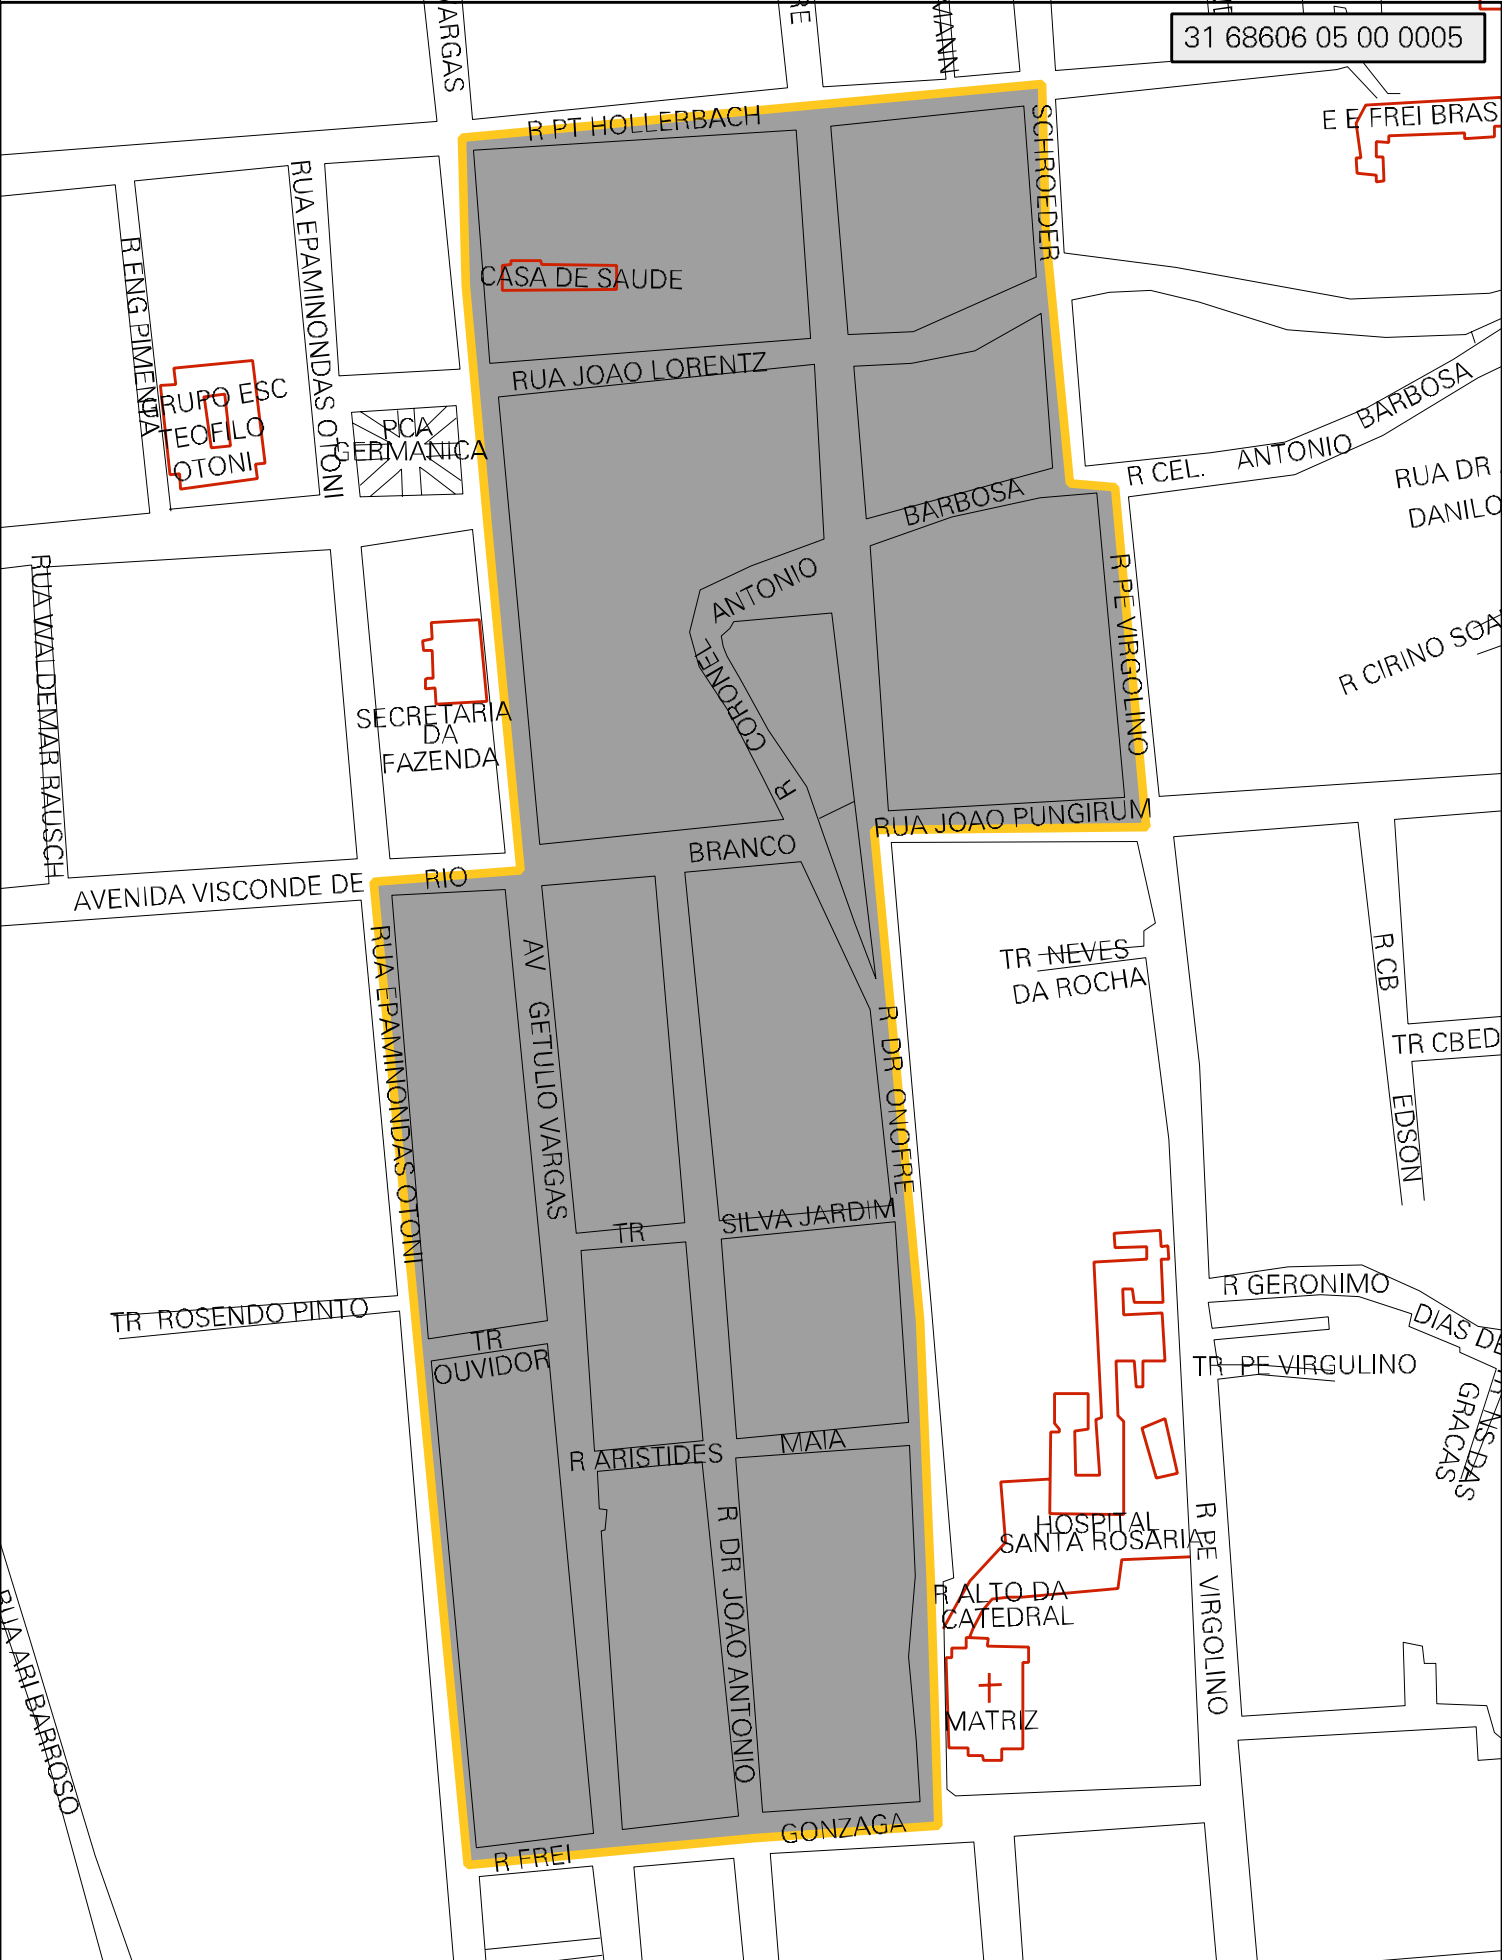 VARGAS
31 68606 05 00 0005
E E FREI BRAS
R PT HOLLERBACH
SCHROEDER
RUA EPAMINONDAS OTONI
R ENG PIMENTA
CASA DE SAUDE
RUA JOAO LORENTZ
GRUPO ESC
TEOFILO
OTONI
PCA
GERMANICA
R CEL. ANTONIO BARBOSA
RUA DR
DANILO
R CORONEL ANTONIO BARBOSA
RUA WALDEMAR RAUSCH
R PE VIRGOLINO
R CIRINO SOA
SECRETARIA
DA
FAZENDA
RUA JOAO PUNGIRUM
AVENIDA VISCONDE DE RIO BRANCO
RUA EPAMINONDAS OTONI
AV GETULIO VARGAS
TR NEVES
DA ROCHA
R CB EDSON
TR CBED
R DR ONOFRE
TR SILVA JARDIM
TR ROSENDO PINTO
R GERONIMO DIAS DE
TR
OUVIDOR
TR PE VIRGULINO
GRACAS
NS DAS
R ARISTIDES MAIA
R DR JOAO ANTONIO
HOSPITAL
SANTA ROSARIA
R PE VIRGOLINO
R ALTO DA
CATEDRAL
MATRIZ
RUA ARI BARROSO
R FREI GONZAGA